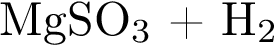 MgSO₃ + H₂